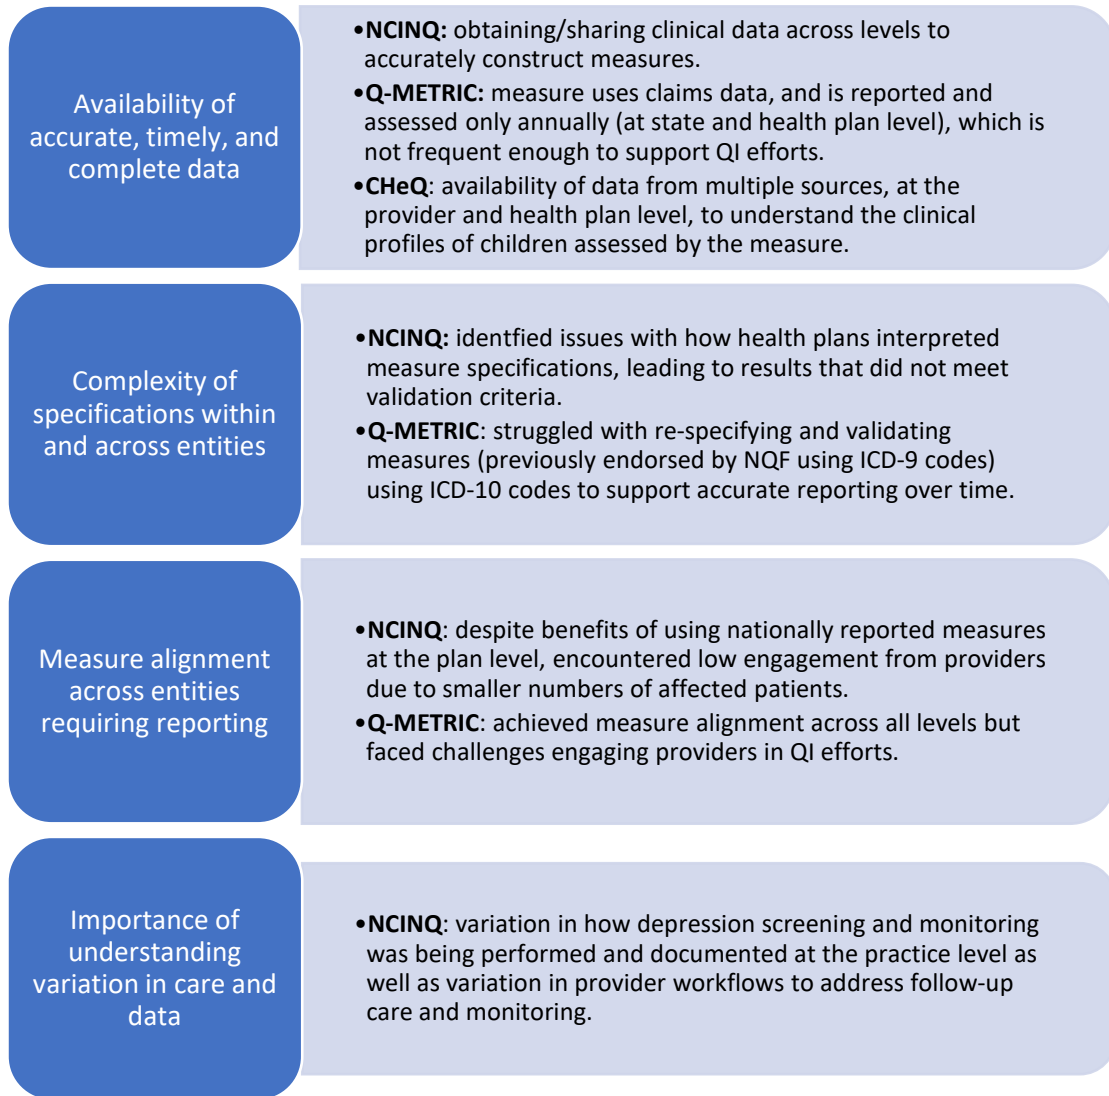 Availability of
accurate, timely, and
complete data
•NCINQ: obtaining/sharing clinical data across levels to
accurately construct measures.
•Q-METRIC: measure uses claims data, and is reported and
assessed only annually (at state and health plan level), which is
not frequent enough to support QI efforts.
•CHeQ: availability of data from multiple sources, at the
provider and health plan level, to understand the clinical
profiles of children assessed by the measure.
Complexity of
specifications within
and across entities
•NCINQ: identfied issues with how health plans interpreted
measure specifications, leading to results that did not meet
validation criteria.
•Q-METRIC: struggled with re-specifying and validating
measures (previously endorsed by NQF using ICD-9 codes)
using ICD-10 codes to support accurate reporting over time.
Measure alignment
across entities
requiring reporting
•NCINQ: despite benefits of using nationally reported measures
at the plan level, encountered low engagement from providers
due to smaller numbers of affected patients.
•Q-METRIC: achieved measure alignment across all levels but
faced challenges engaging providers in QI efforts.
Importance of
understanding
variation in care and
data
•NCINQ: variation in how depression screening and monitoring
was being performed and documented at the practice level as
well as variation in provider workflows to address follow-up
care and monitoring.